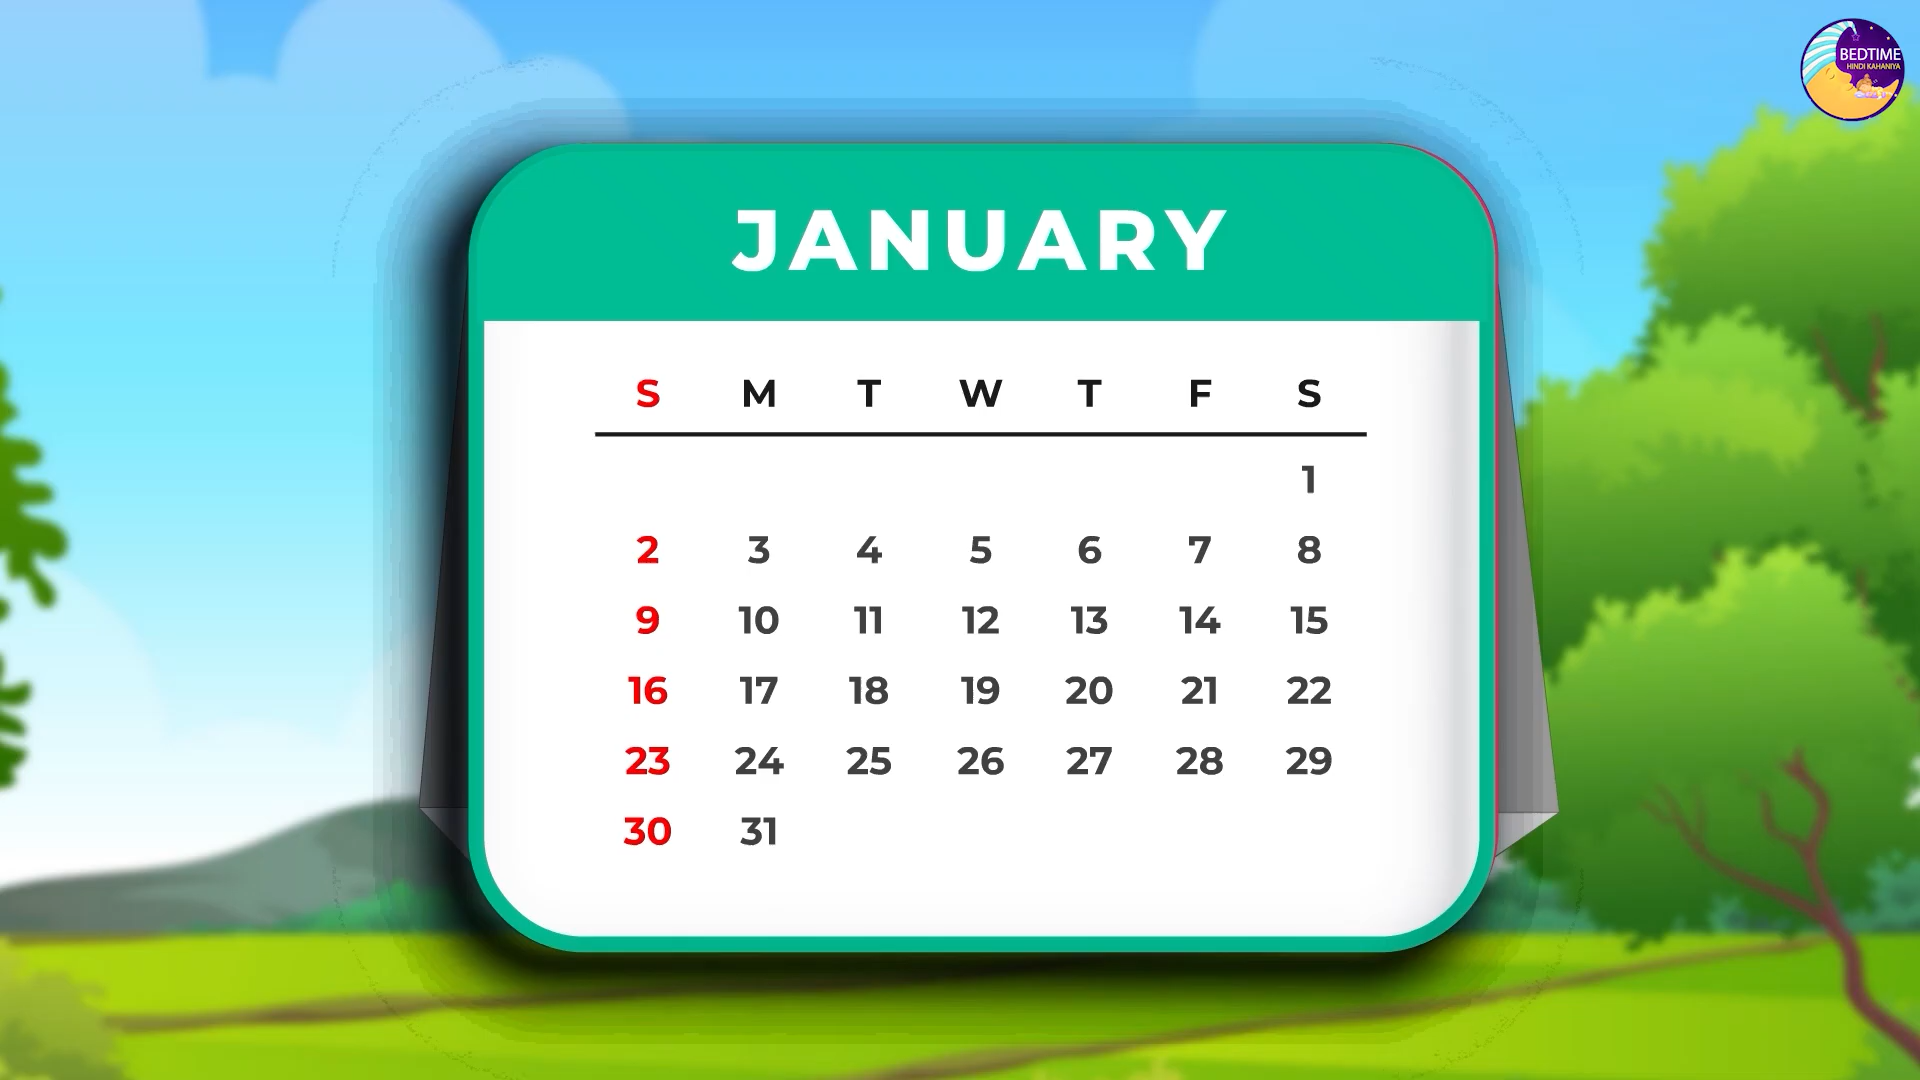 BEDTIME
HINDI KAHANIYA
JANUARY
S M T W T F S
1
2 3 4 5 6 7 8
9 10 11 12 13 14 15
16 17 18 19 20 21 22
23 24 25 26 27 28 29
30 31